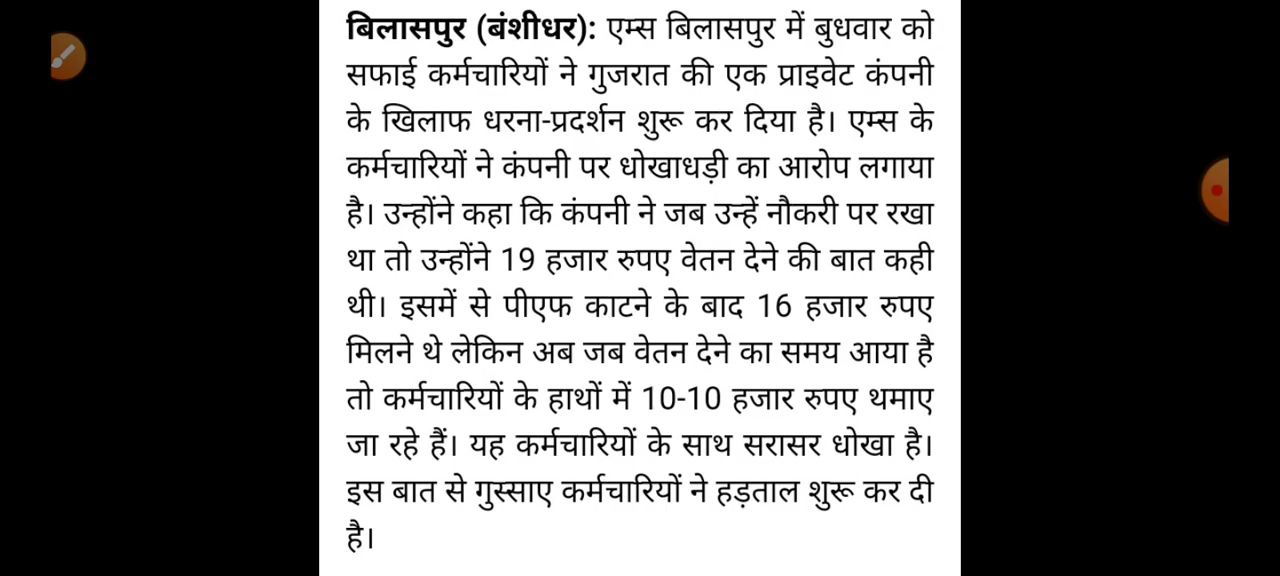 बिलासपुर (बंशीधर): एम्स बिलासपुर में बुधवार को
सफाई कर्मचारियों ने गुजरात की एक प्राइवेट कंपनी
के खिलाफ धरना-प्रदर्शन शुरू कर दिया है। एम्स के
कर्मचारियों ने कंपनी पर धोखाधड़ी का आरोप लगाया
है। उन्होंने कहा कि कंपनी ने जब उन्हें नौकरी पर रखा
था तो उन्होंने 19 हजार रुपए वेतन देने की बात कही
थी। इसमें से पीएफ काटने के बाद 16 हजार रुपए
मिलने थे लेकिन अब जब वेतन देने का समय आया है
तो कर्मचारियों के हाथों में 10-10 हजार रुपए थमाए
जा रहे हैं। यह कर्मचारियों के साथ सरासर धोखा है।
इस बात से गुस्साए कर्मचारियों ने हड़ताल शुरू कर दी
है।